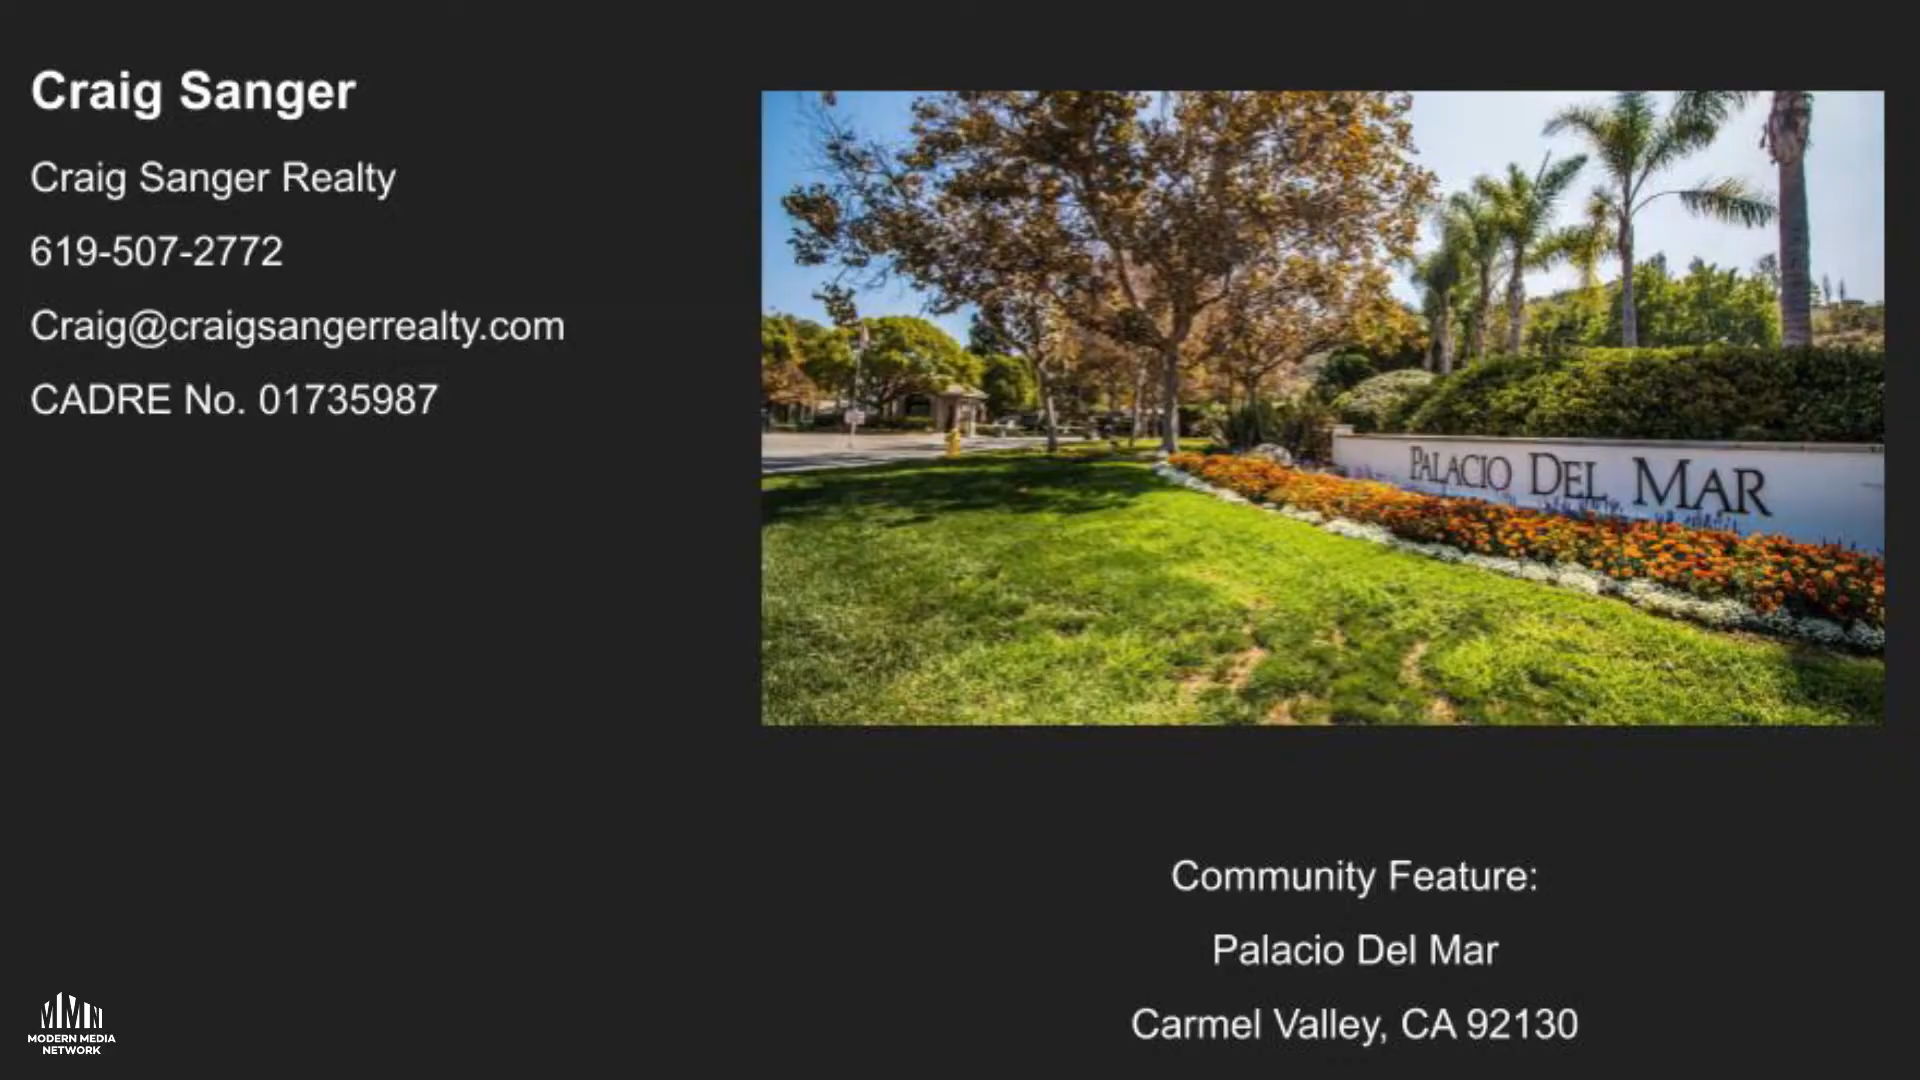 Craig Sanger
Craig Sanger Realty
619-507-2772
Craig@craigsangerrealty.com
CADRE No. 01735987
PALACIO DEL MAR
Community Feature:
Palacio Del Mar
Carmel Valley, CA 92130
MMN
MODERN MEDIA
NETWORK